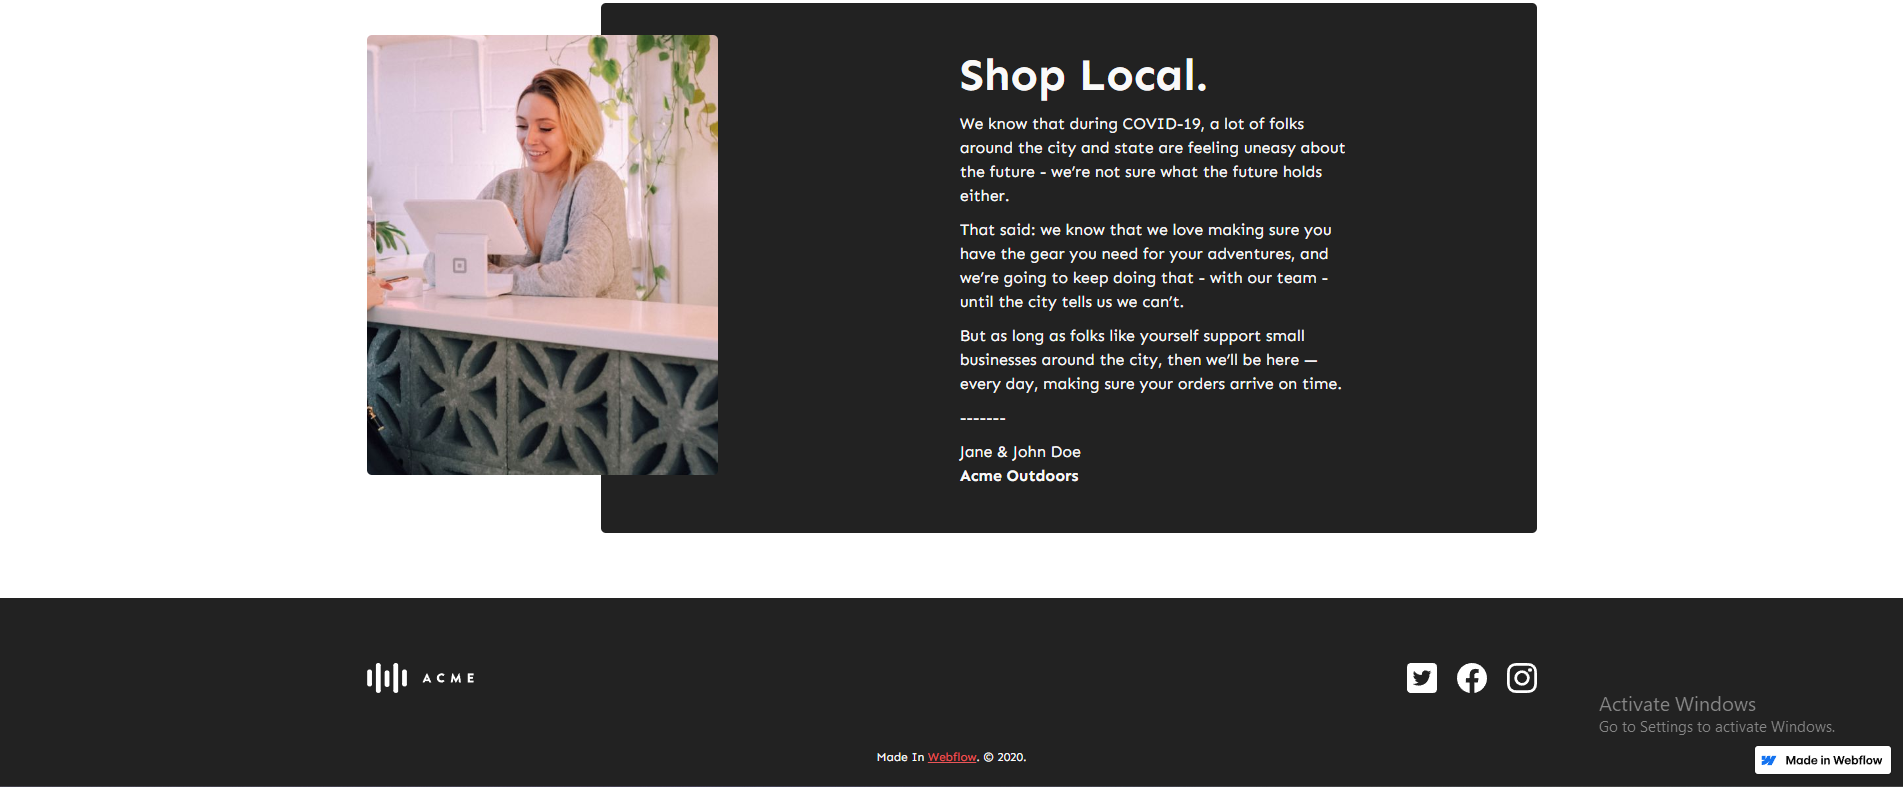 Shop Local.
We know that during COVID-19, a lot of folks
around the city and state are feeling uneasy about
the future - we’re not sure what the future holds
either.
That said: we know that we love making sure you
have the gear you need for your adventures, and
we’re going to keep doing that - with our team -
until the city tells us we can’t.
But as long as folks like yourself support small
businesses around the city, then we’ll be here —
every day, making sure your orders arrive on time.
-------
Jane & John Doe
Acme Outdoors
ACME
Activate Windows
Go to Settings to activate Windows.
Made In Webflow. © 2020.
Made in Webflow